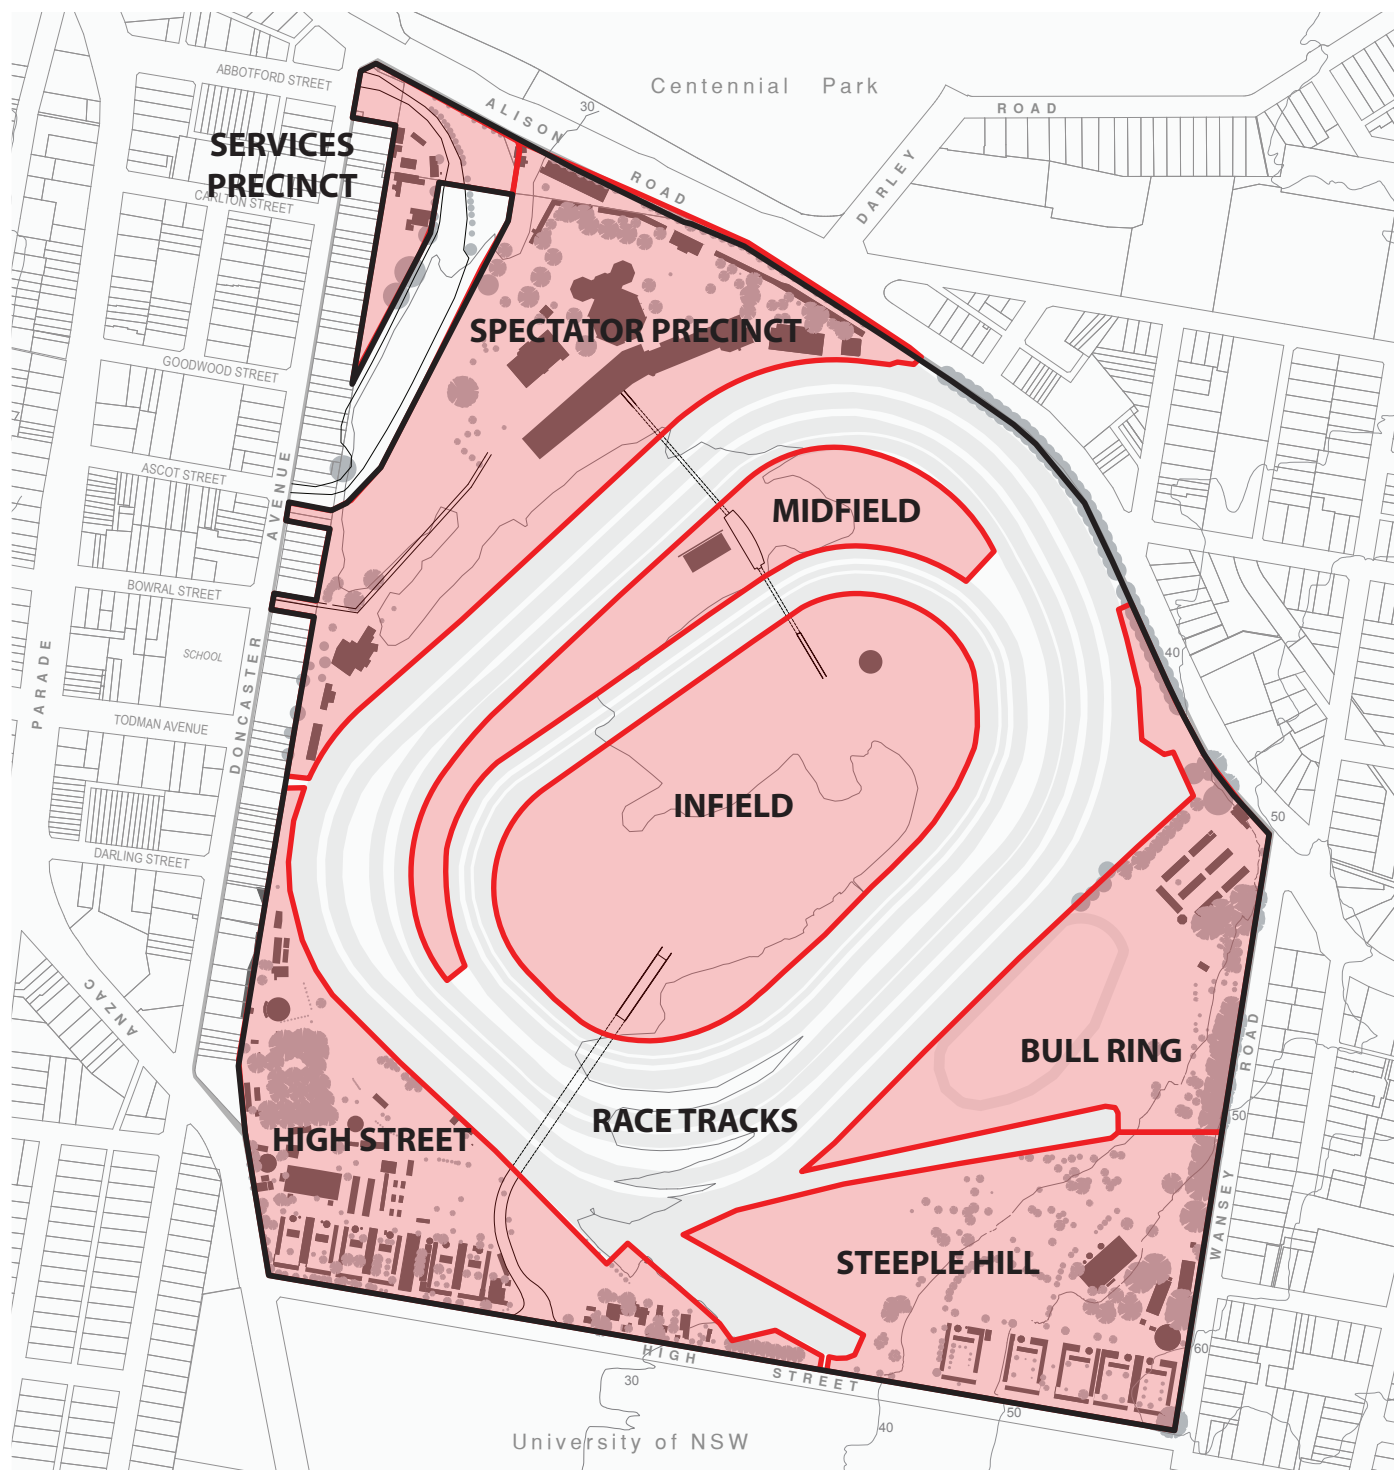 ABBOTFORD STREET
Centennial Park
ALISON
30
ROAD
SERVICES
PRECINCT
CARLTON STREET
ROAD
DARLEY
SPECTATOR PRECINCT
GOODWOOD STREET
ASCOT STREET
AVENUE
MIDFIELD
BOWRAL STREET
SCHOOL
40
PARADE
DONCASTER
TODMAN AVENUE
INFIELD
50
DARLING STREET
ANZAC
ROAD
BULL RING
50
RACE TRACKS
HIGH STREET
WANSEY
STEEPLE HILL
60
HIGH
STREET
30
50
40
University of NSW